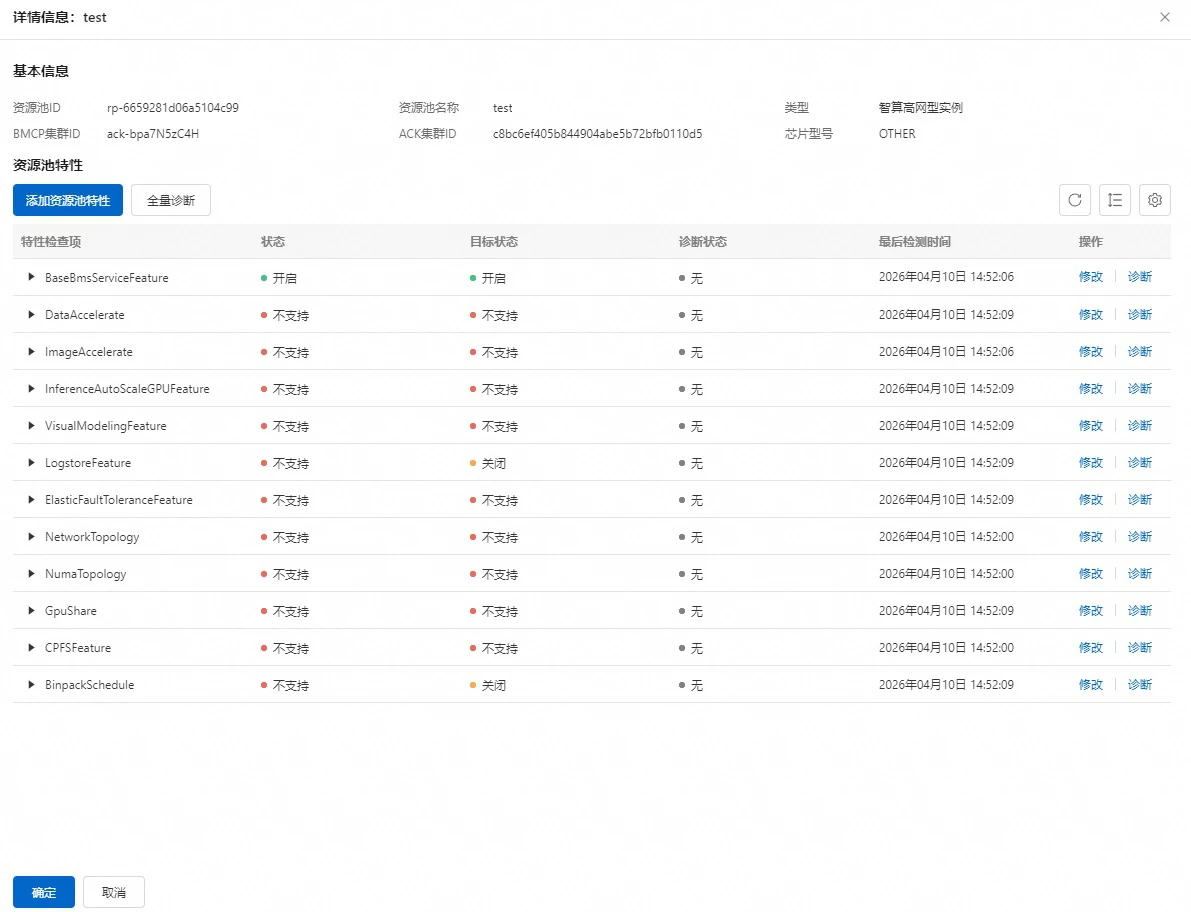 详情信息：test
基本信息
资源池ID rp-6659281d06a5104c99 资源池名称 test 类型 智算高网型实例
BMCP集群ID ack-bpa7N5zC4H ACK集群ID c8bc6ef405b844904abe5b72bfb0110d5 芯片型号 OTHER
资源池特性
添加资源池特性 全量诊断
特性检查项 状态 目标状态 诊断状态 最后检测时间 操作
BaseBmsServiceFeature 开启 开启 无 2026年04月10日 14:52:06 修改 诊断
DataAccelerate 不支持 不支持 无 2026年04月10日 14:52:09 修改 诊断
ImageAccelerate 不支持 不支持 无 2026年04月10日 14:52:06 修改 诊断
InferenceAutoScaleGPUFeature 不支持 不支持 无 2026年04月10日 14:52:09 修改 诊断
VisualModelingFeature 不支持 不支持 无 2026年04月10日 14:52:09 修改 诊断
LogstoreFeature 不支持 关闭 无 2026年04月10日 14:52:09 修改 诊断
ElasticFaultToleranceFeature 不支持 不支持 无 2026年04月10日 14:52:09 修改 诊断
NetworkTopology 不支持 不支持 无 2026年04月10日 14:52:00 修改 诊断
NumaTopology 不支持 不支持 无 2026年04月10日 14:52:00 修改 诊断
GpuShare 不支持 不支持 无 2026年04月10日 14:52:09 修改 诊断
CPFSFeature 不支持 不支持 无 2026年04月10日 14:52:00 修改 诊断
BinpackSchedule 不支持 关闭 无 2026年04月10日 14:52:09 修改 诊断
确定 取消